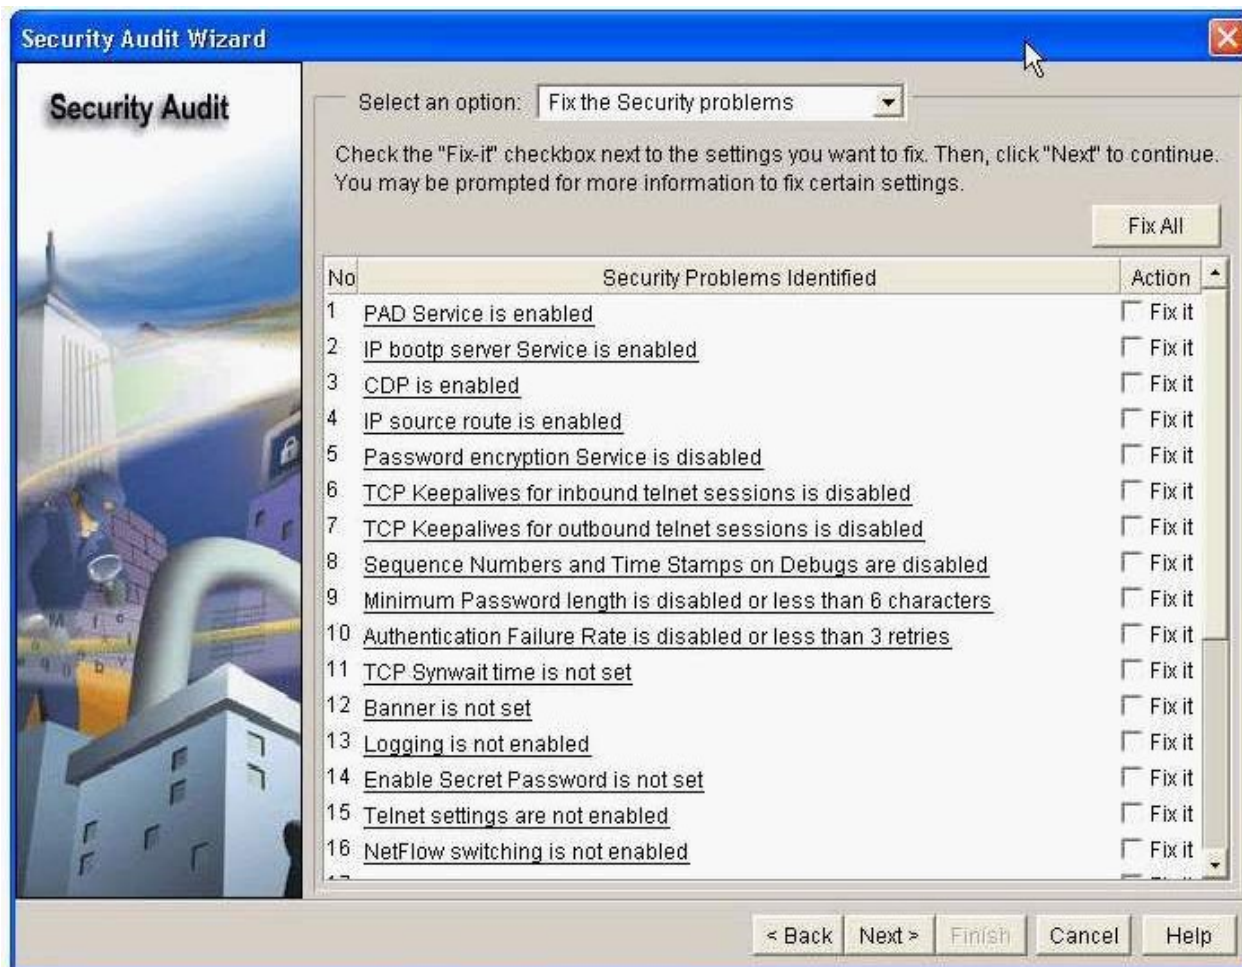 Security Audit Wizard
Security Audit
Select an option: Fix the Security problems
Check the "Fix-it" checkbox next to the settings you want to fix. Then, click "Next" to continue.
You may be prompted for more information to fix certain settings.
Fix All
No Security Problems Identified Action
1 PAD Service is enabled Fix it
2 IP bootp server Service is enabled Fix it
3 CDP is enabled Fix it
4 IP source route is enabled Fix it
5 Password encryption Service is disabled Fix it
6 TCP Keepalives for inbound telnet sessions is disabled Fix it
7 TCP Keepalives for outbound telnet sessions is disabled Fix it
8 Sequence Numbers and Time Stamps on Debugs are disabled Fix it
9 Minimum Password length is disabled or less than 6 characters Fix it
10 Authentication Failure Rate is disabled or less than 3 retries Fix it
11 TCP Synwait time is not set Fix it
12 Banner is not set Fix it
13 Logging is not enabled Fix it
14 Enable Secret Password is not set Fix it
15 Telnet settings are not enabled Fix it
16 NetFlow switching is not enabled Fix it
< Back Next > Finish Cancel Help